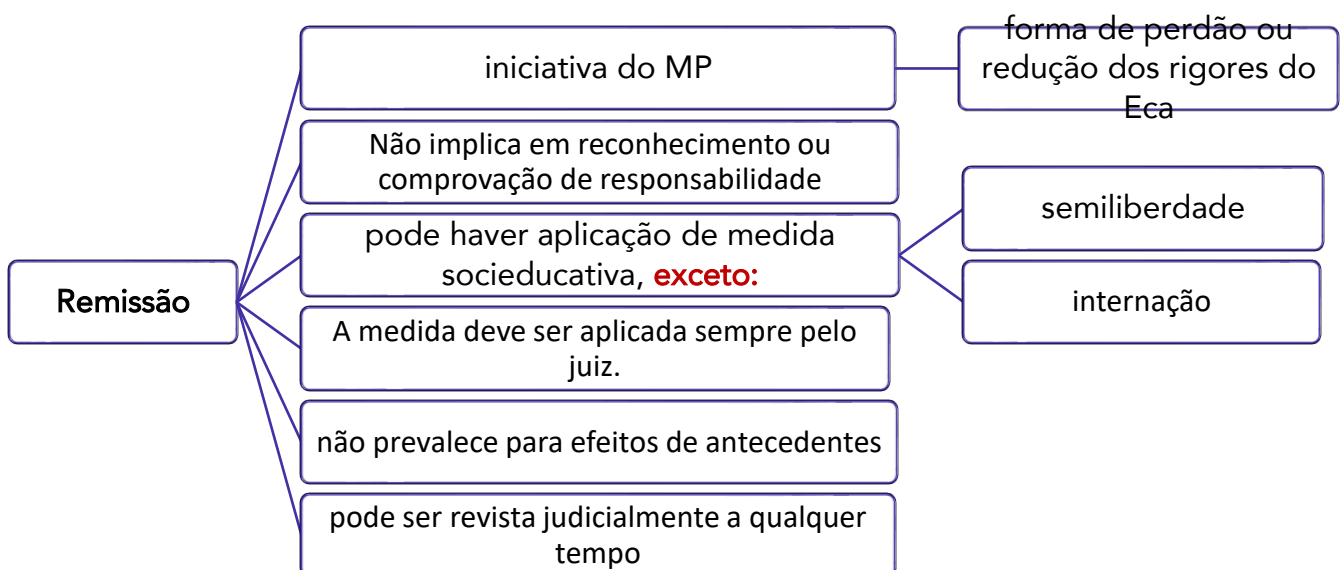 Remissão
iniciativa do MP
forma de perdão ou
redução dos rigores do
Eca
Não implica em reconhecimento ou
comprovação de responsabilidade
pode haver aplicação de medida
socieducativa, exceto:
semiliberdade
internação
A medida deve ser aplicada sempre pelo
juiz.
não prevalece para efeitos de antecedentes
pode ser revista judicialmente a qualquer
tempo